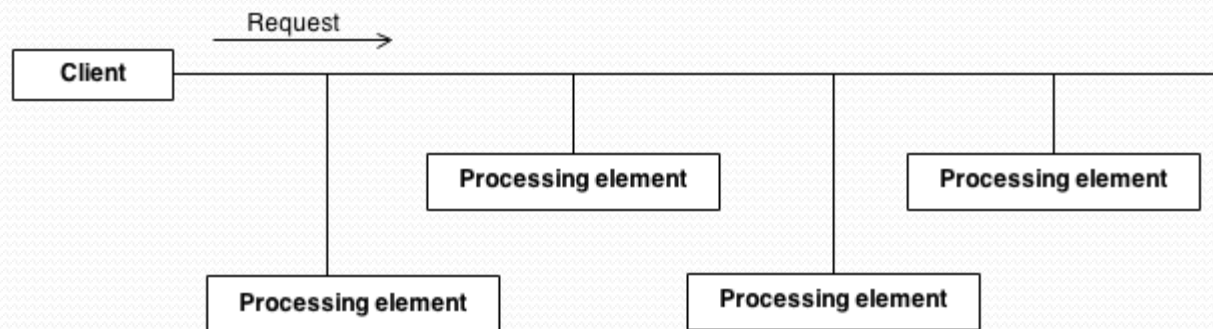 Request
Client
Processing element
Processing element
Processing element
Processing element